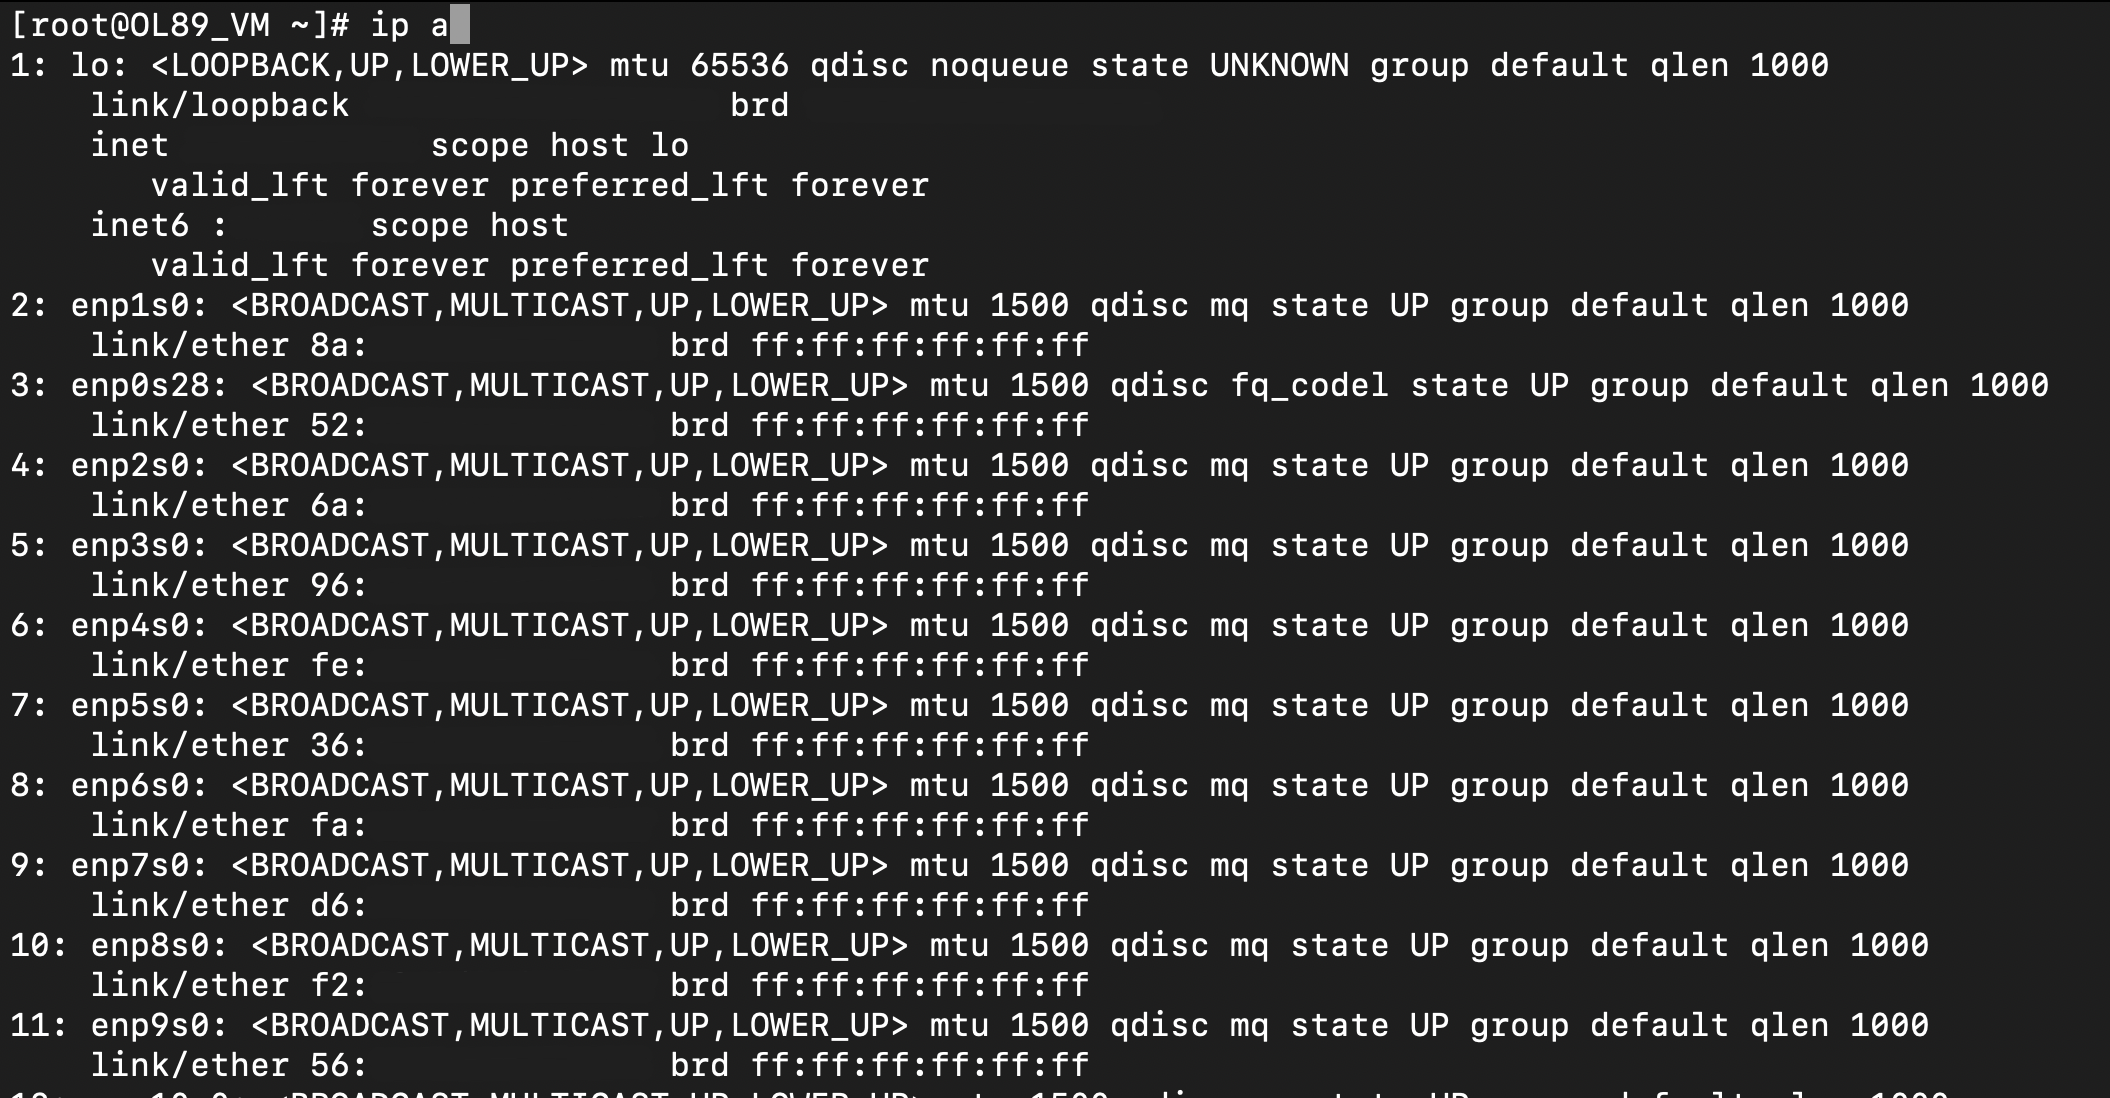 [root@OL89_VM ~]# ip a
1: lo: <LOOPBACK,UP,LOWER_UP> mtu 65536 qdisc noqueue state UNKNOWN group default qlen 1000
    link/loopback                   brd
    inet             scope host lo
       valid_lft forever preferred_lft forever
    inet6 :       scope host
       valid_lft forever preferred_lft forever
2: enp1s0: <BROADCAST,MULTICAST,UP,LOWER_UP> mtu 1500 qdisc mq state UP group default qlen 1000
    link/ether 8a:               brd ff:ff:ff:ff:ff:ff
3: enp0s28: <BROADCAST,MULTICAST,UP,LOWER_UP> mtu 1500 qdisc fq_codel state UP group default qlen 1000
    link/ether 52:               brd ff:ff:ff:ff:ff:ff
4: enp2s0: <BROADCAST,MULTICAST,UP,LOWER_UP> mtu 1500 qdisc mq state UP group default qlen 1000
    link/ether 6a:               brd ff:ff:ff:ff:ff:ff
5: enp3s0: <BROADCAST,MULTICAST,UP,LOWER_UP> mtu 1500 qdisc mq state UP group default qlen 1000
    link/ether 96:               brd ff:ff:ff:ff:ff:ff
6: enp4s0: <BROADCAST,MULTICAST,UP,LOWER_UP> mtu 1500 qdisc mq state UP group default qlen 1000
    link/ether fe:               brd ff:ff:ff:ff:ff:ff
7: enp5s0: <BROADCAST,MULTICAST,UP,LOWER_UP> mtu 1500 qdisc mq state UP group default qlen 1000
    link/ether 36:               brd ff:ff:ff:ff:ff:ff
8: enp6s0: <BROADCAST,MULTICAST,UP,LOWER_UP> mtu 1500 qdisc mq state UP group default qlen 1000
    link/ether fa:               brd ff:ff:ff:ff:ff:ff
9: enp7s0: <BROADCAST,MULTICAST,UP,LOWER_UP> mtu 1500 qdisc mq state UP group default qlen 1000
    link/ether d6:               brd ff:ff:ff:ff:ff:ff
10: enp8s0: <BROADCAST,MULTICAST,UP,LOWER_UP> mtu 1500 qdisc mq state UP group default qlen 1000
    link/ether f2:               brd ff:ff:ff:ff:ff:ff
11: enp9s0: <BROADCAST,MULTICAST,UP,LOWER_UP> mtu 1500 qdisc mq state UP group default qlen 1000
    link/ether 56:               brd ff:ff:ff:ff:ff:ff